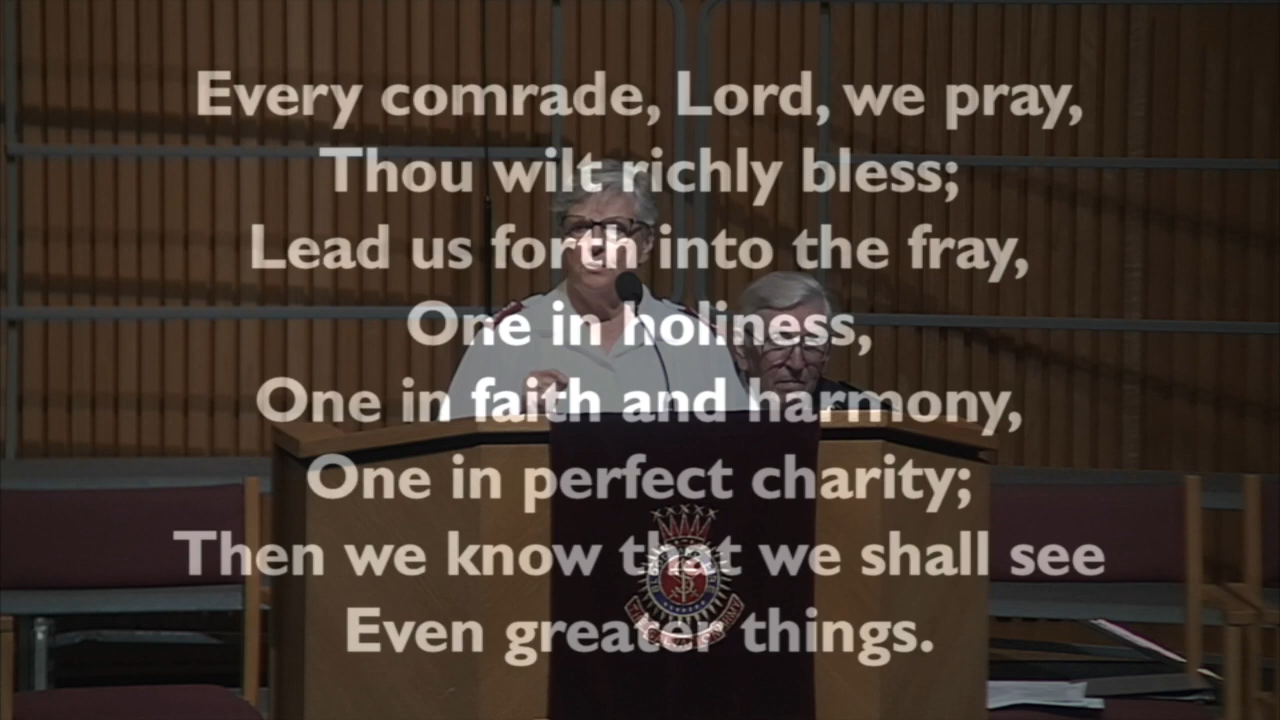 Every comrade, Lord, we pray,
Thou wilt richly bless;
Lead us forth into the fray,
One in holiness,
One in faith and harmony,
One in perfect charity;
Then we know that we shall see
Even greater things.